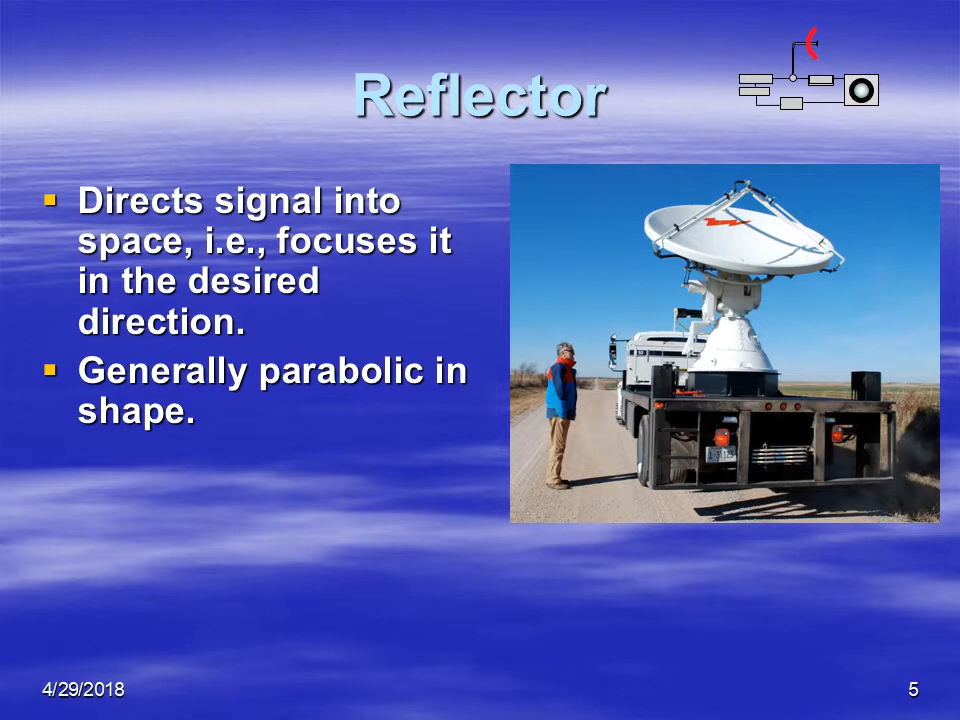 Reflector
▪ Directs signal into
space, i.e., focuses it
in the desired
direction.
▪ Generally parabolic in
shape.
4/29/2018
5